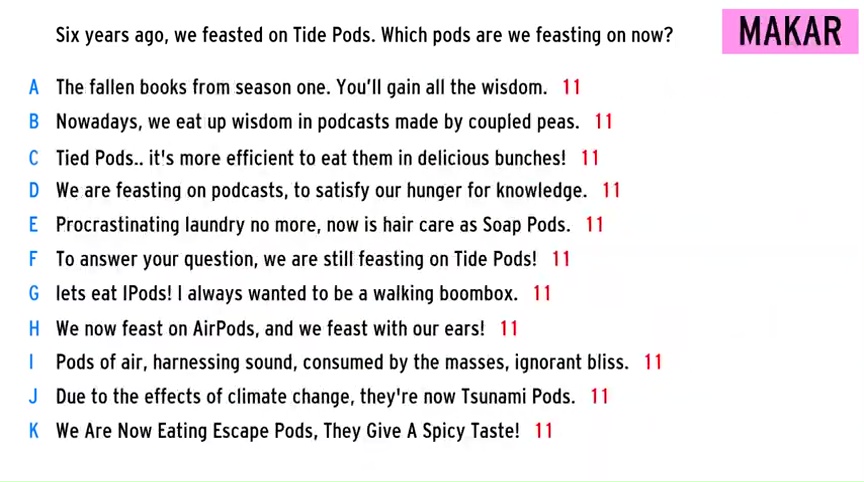 Six years ago, we feasted on Tide Pods. Which pods are we feasting on now?
MAKAR
A The fallen books from season one. You'll gain all the wisdom. 11
B Nowadays, we eat up wisdom in podcasts made by coupled peas. 11
C Tied Pods.. it's more efficient to eat them in delicious bunches! 11
D We are feasting on podcasts, to satisfy our hunger for knowledge. 11
E Procrastinating laundry no more, now is hair care as Soap Pods. 11
F To answer your question, we are still feasting on Tide Pods! 11
G lets eat IPods! I always wanted to be a walking boombox. 11
H We now feast on AirPods, and we feast with our ears! 11
I Pods of air, harnessing sound, consumed by the masses, ignorant bliss. 11
J Due to the effects of climate change, they're now Tsunami Pods. 11
K We Are Now Eating Escape Pods, They Give A Spicy Taste! 11